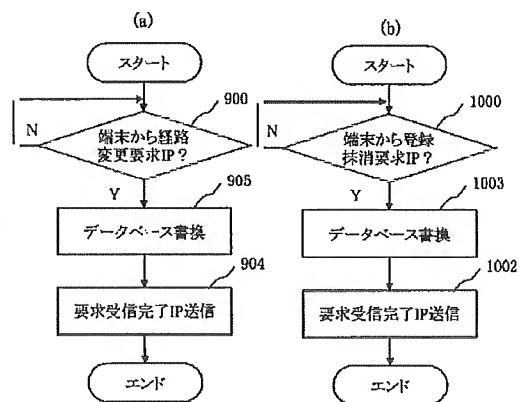 (a)
スタート
900
N
端末から経路
変更要求IP?
Y
905
データベース書換
904
要求受信完了IP送信
エンド
(b)
スタート
1000
N
端末から登録
抹消要求IP?
Y
1003
データベース書換
1002
要求受信完了IP送信
エンド